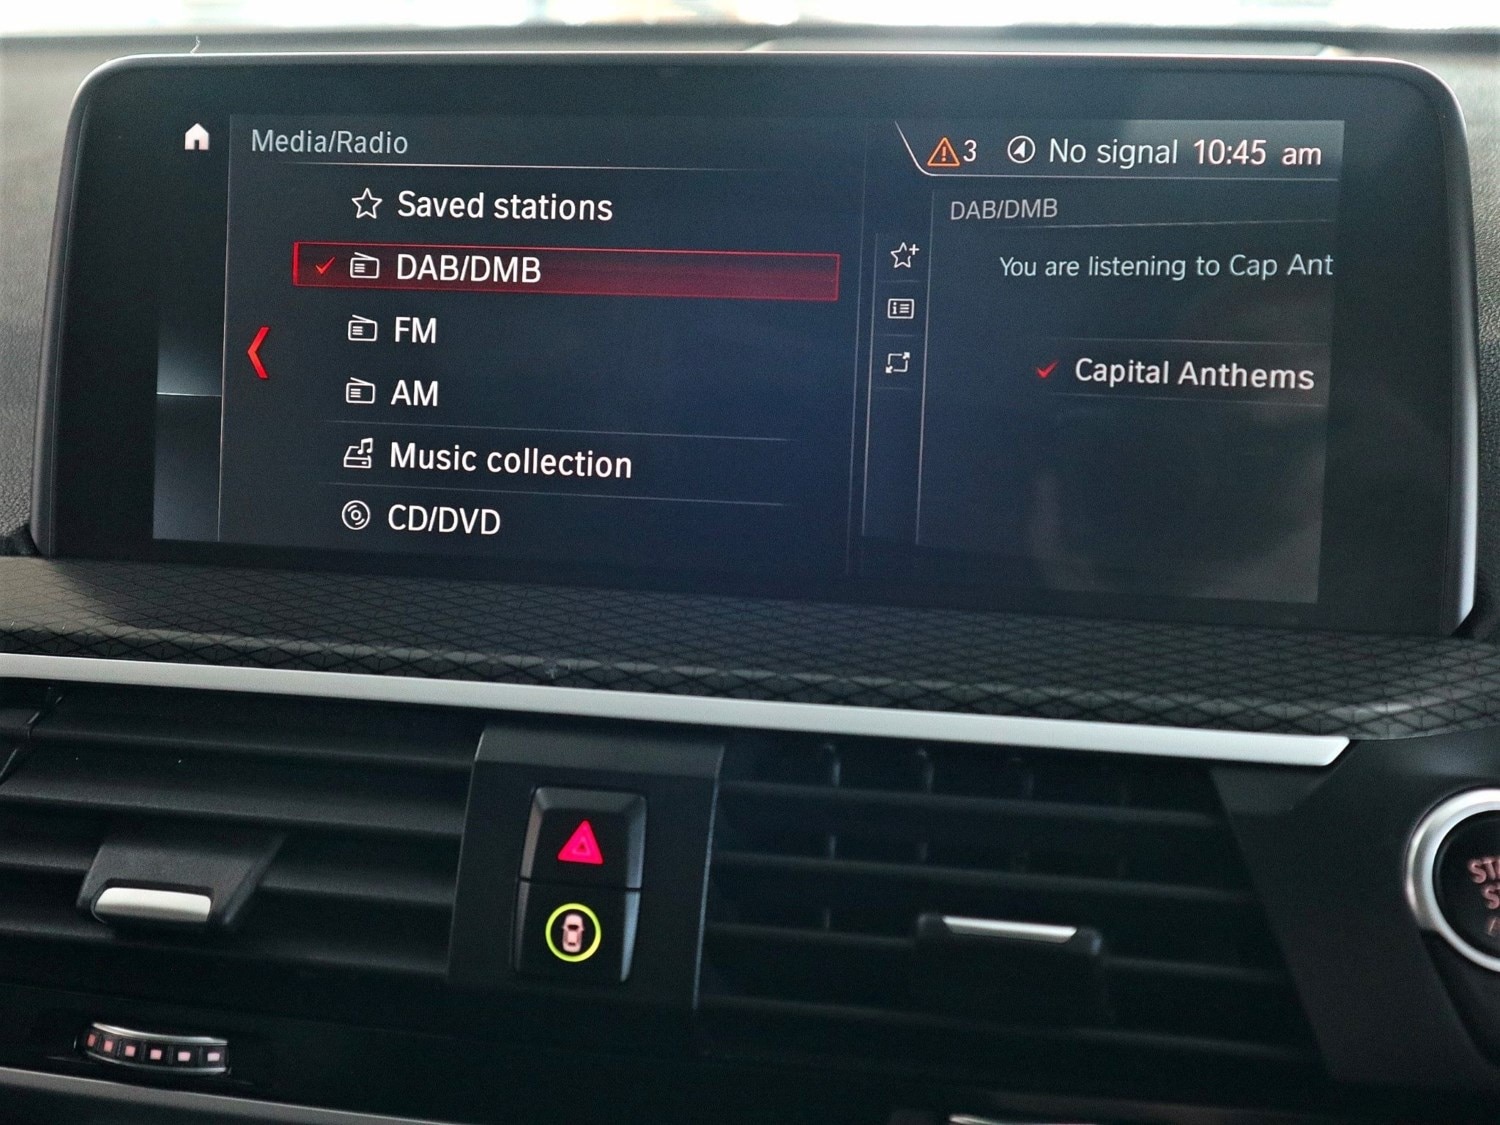 Media/Radio
3 No signal 10:45 am
Saved stations
DAB/DMB
FM
AM
Music collection
CD/DVD
DAB/DMB
You are listening to Cap Ant
Capital Anthems